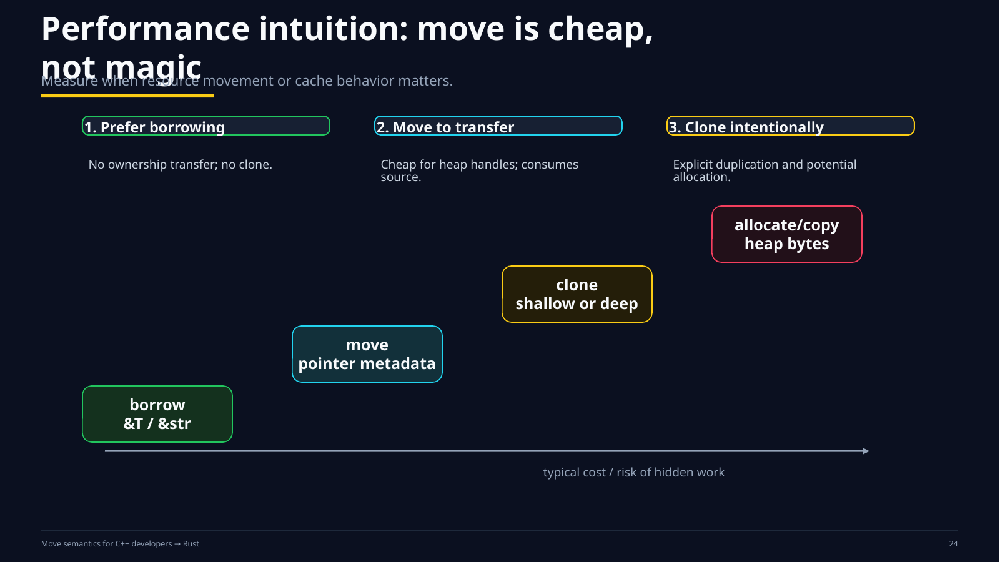 Performance intuition: move is cheap,
not magic
Measure when resource movement or cache behavior matters.
1. Prefer borrowing
No ownership transfer; no clone.
2. Move to transfer
Cheap for heap handles; consumes
source.
3. Clone intentionally
Explicit duplication and potential
allocation.
allocate/copy
heap bytes
clone
shallow or deep
move
pointer metadata
borrow
&T / &str
typical cost / risk of hidden work
Move semantics for C++ developers → Rust
24